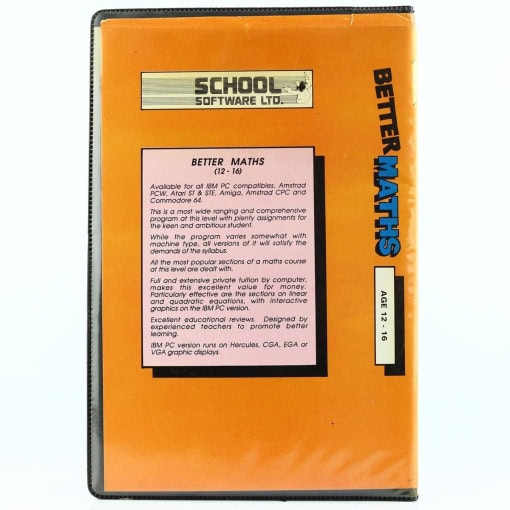 SCHOOL
SOFTWARE LTD.
BETTER MATHS
(12 - 16)
Available for all IBM PC compatibles, Amstrad
PCW, Atari ST & STE, Amiga, Amstrad CPC and
Commodore 64.
This is a most wide ranging and comprehensive
program at this level with plenty assignments for
the keen and ambitious student.
While the program varies somewhat with
machine type, all versions of it will satisfy the
demands of the syllabus.
All the most popular sections of a maths course
at this level are dealt with.
Full and extensive private tuition by computer,
makes this excellent value for money.
Particularly effective are the sections on linear
and quadratic equations, with interactive
graphics on the IBM PC version.
Excellent educational reviews. Designed by
experienced teachers to promote better
learning.
IBM PC version runs on Hercules, CGA, EGA or
VGA graphic displays.
BETTER MATHS
AGE 12 - 16